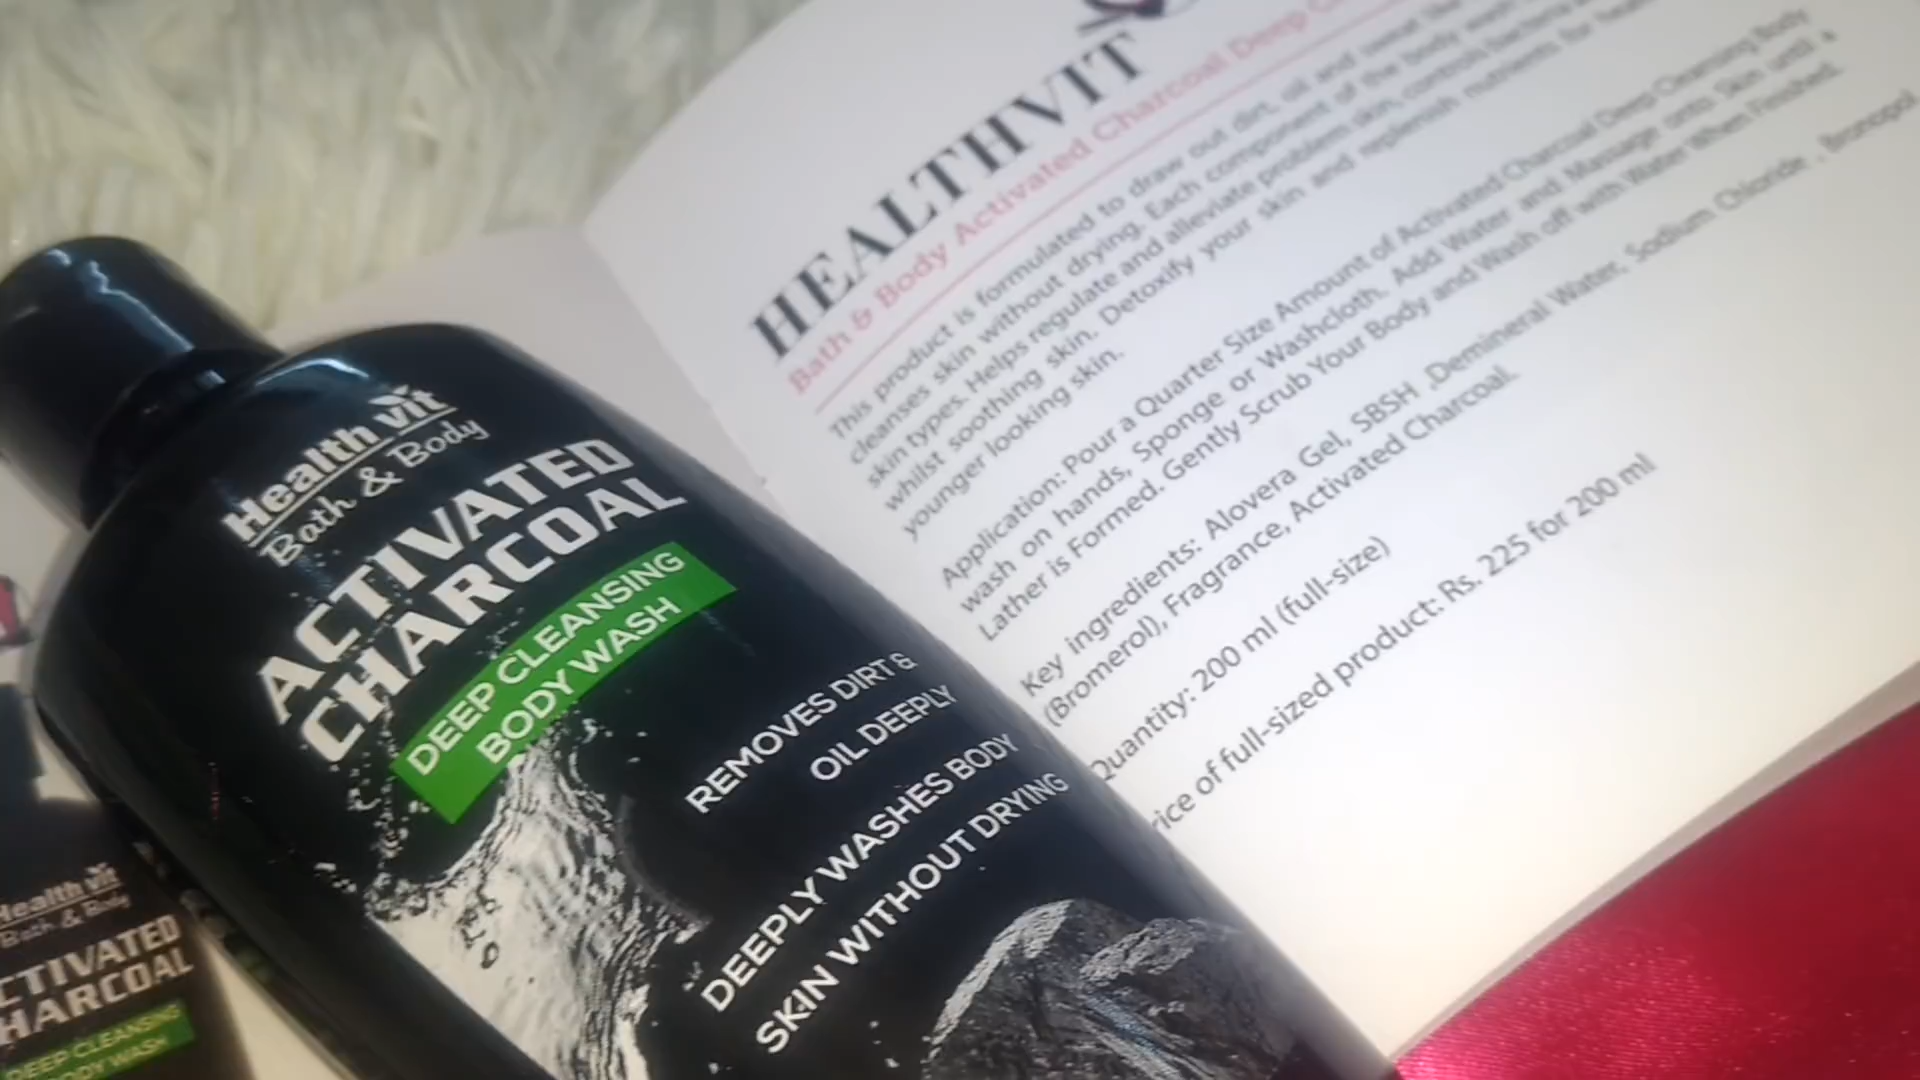 Health vit
Bath & Body
ACTIVATED
CHARCOAL
DEEP CLEANSING
BODY WASH
REMOVES DIRT &
OIL DEEPLY
DEEPLY WASHES BODY
SKIN WITHOUT DRYING
HEALTHVIT
Bath & Body Activated Charcoal Deep
This product is formulated to draw out dirt, oil and sweat
cleanses skin without drying. Each component of the body wash
skin types. Helps regulate and alleviate problem skin, controls bacteria
whilst soothing skin. Detoxify your skin and replenish nutrients for
younger looking skin.
Application: Pour a Quarter Size Amount of Activated Charcoal Deep Cleansing Body
wash on hands, Sponge or Washcloth. Add Water and Massage onto Skin until a
Lather is Formed. Gently Scrub Your Body and Wash off with Water When Finished.
Key ingredients: Alovera Gel, SBSH ,Demineral Water, Sodium Chloride , Bronopol,
(Bromerol), Fragrance, Activated Charcoal.
Quantity: 200 ml (full-size)
rice of full-sized product: Rs. 225 for 200 ml
Health vit
Bath & Body
CTIVATED
HARCOAL
DEEP CLEANSING
BODY WASH